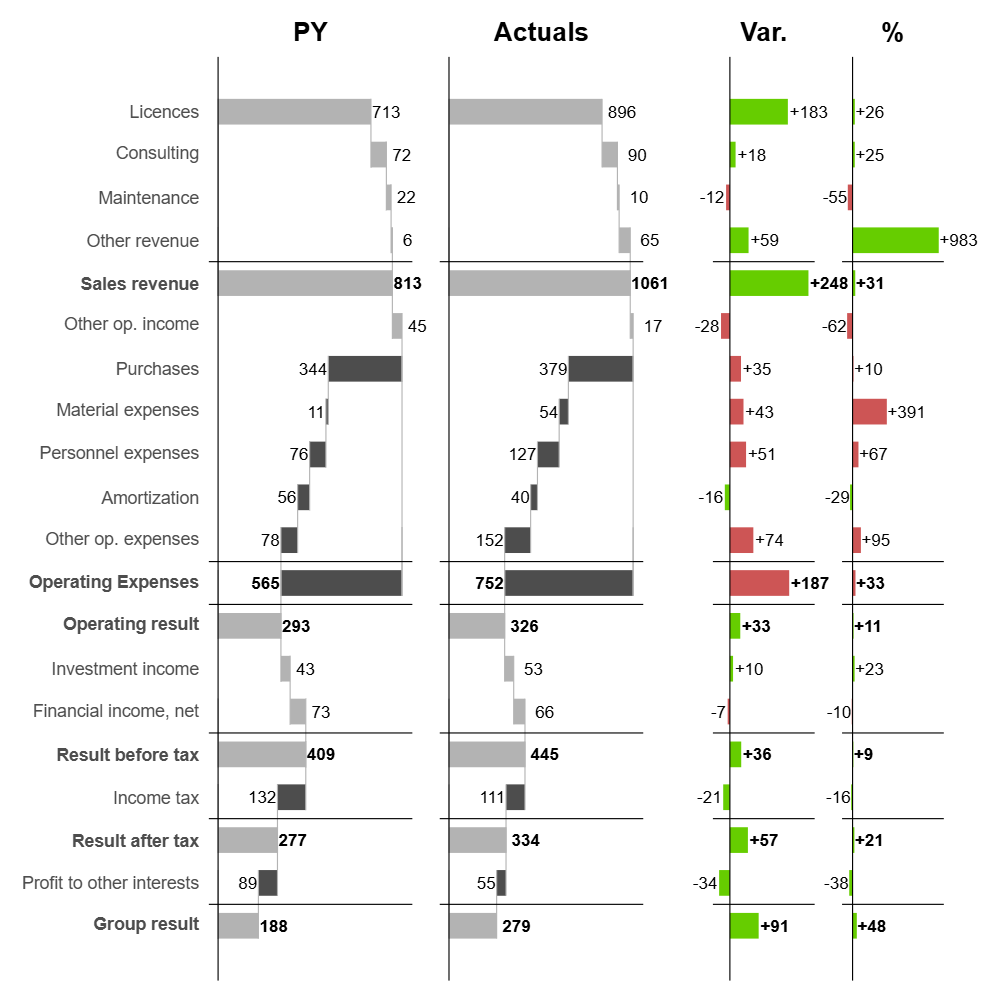 PY Actuals Var. %
Licences 713 896 +183 +26
Consulting 72 90 +18 +25
Maintenance 22 10 -12 -55
Other revenue 6 65 +59 +983
Sales revenue 813 1061 +248 +31
Other op. income 45 17 -28 -62
Purchases 344 379 +35 +10
Material expenses 11 54 +43 +391
Personnel expenses 76 127 +51 +67
Amortization 56 40 -16 -29
Other op. expenses 78 152 +74 +95
Operating Expenses 565 752 +187 +33
Operating result 293 326 +33 +11
Investment income 43 53 +10 +23
Financial income, net 73 66 -7 -10
Result before tax 409 445 +36 +9
Income tax 132 111 -21 -16
Result after tax 277 334 +57 +21
Profit to other interests 89 55 -34 -38
Group result 188 279 +91 +48